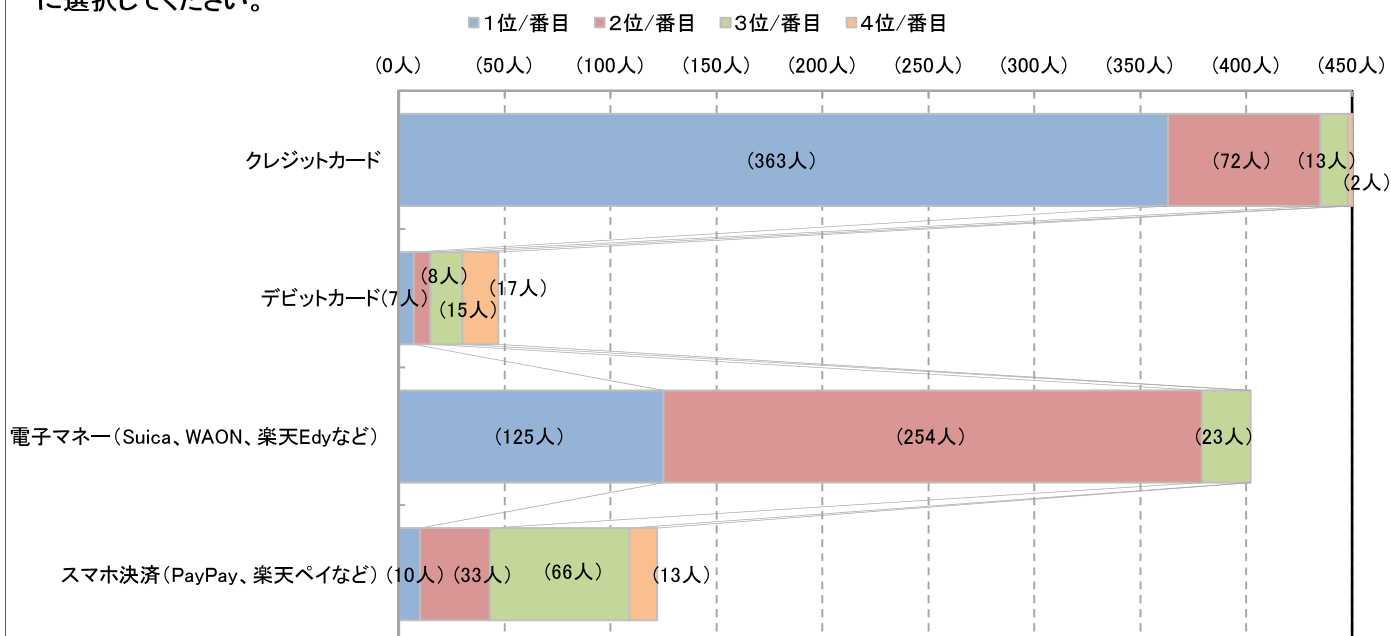 に選択してください。
1位/番目 2位/番目 3位/番目 4位/番目
(0人) (50人) (100人) (150人) (200人) (250人) (300人) (350人) (400人) (450人)
クレジットカード (363人) (72人) (13人) (2人)
デビットカード (7人) (8人) (15人) (17人)
電子マネー(Suica、WAON、楽天Edyなど) (125人) (254人) (23人)
スマホ決済(PayPay、楽天ペイなど) (10人) (33人) (66人) (13人)